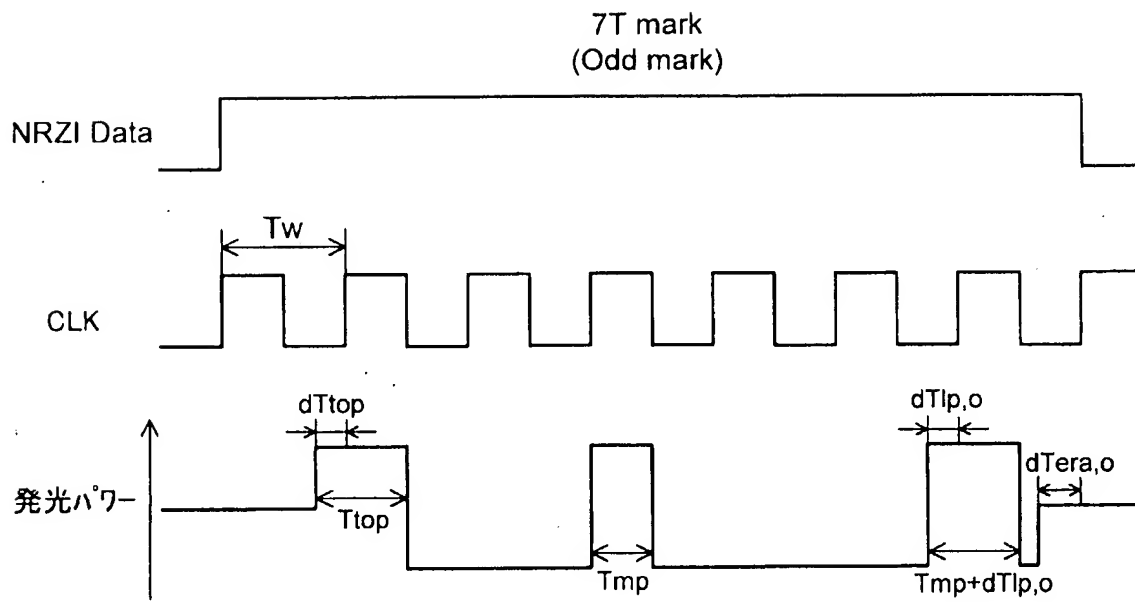 7T mark
(Odd mark)
NRZI Data
Tw
CLK
dTtop
dTlp,o
dTera,o
発光ﾊﾟﾜｰ
Ttop
Tmp
Tmp+dTlp,o